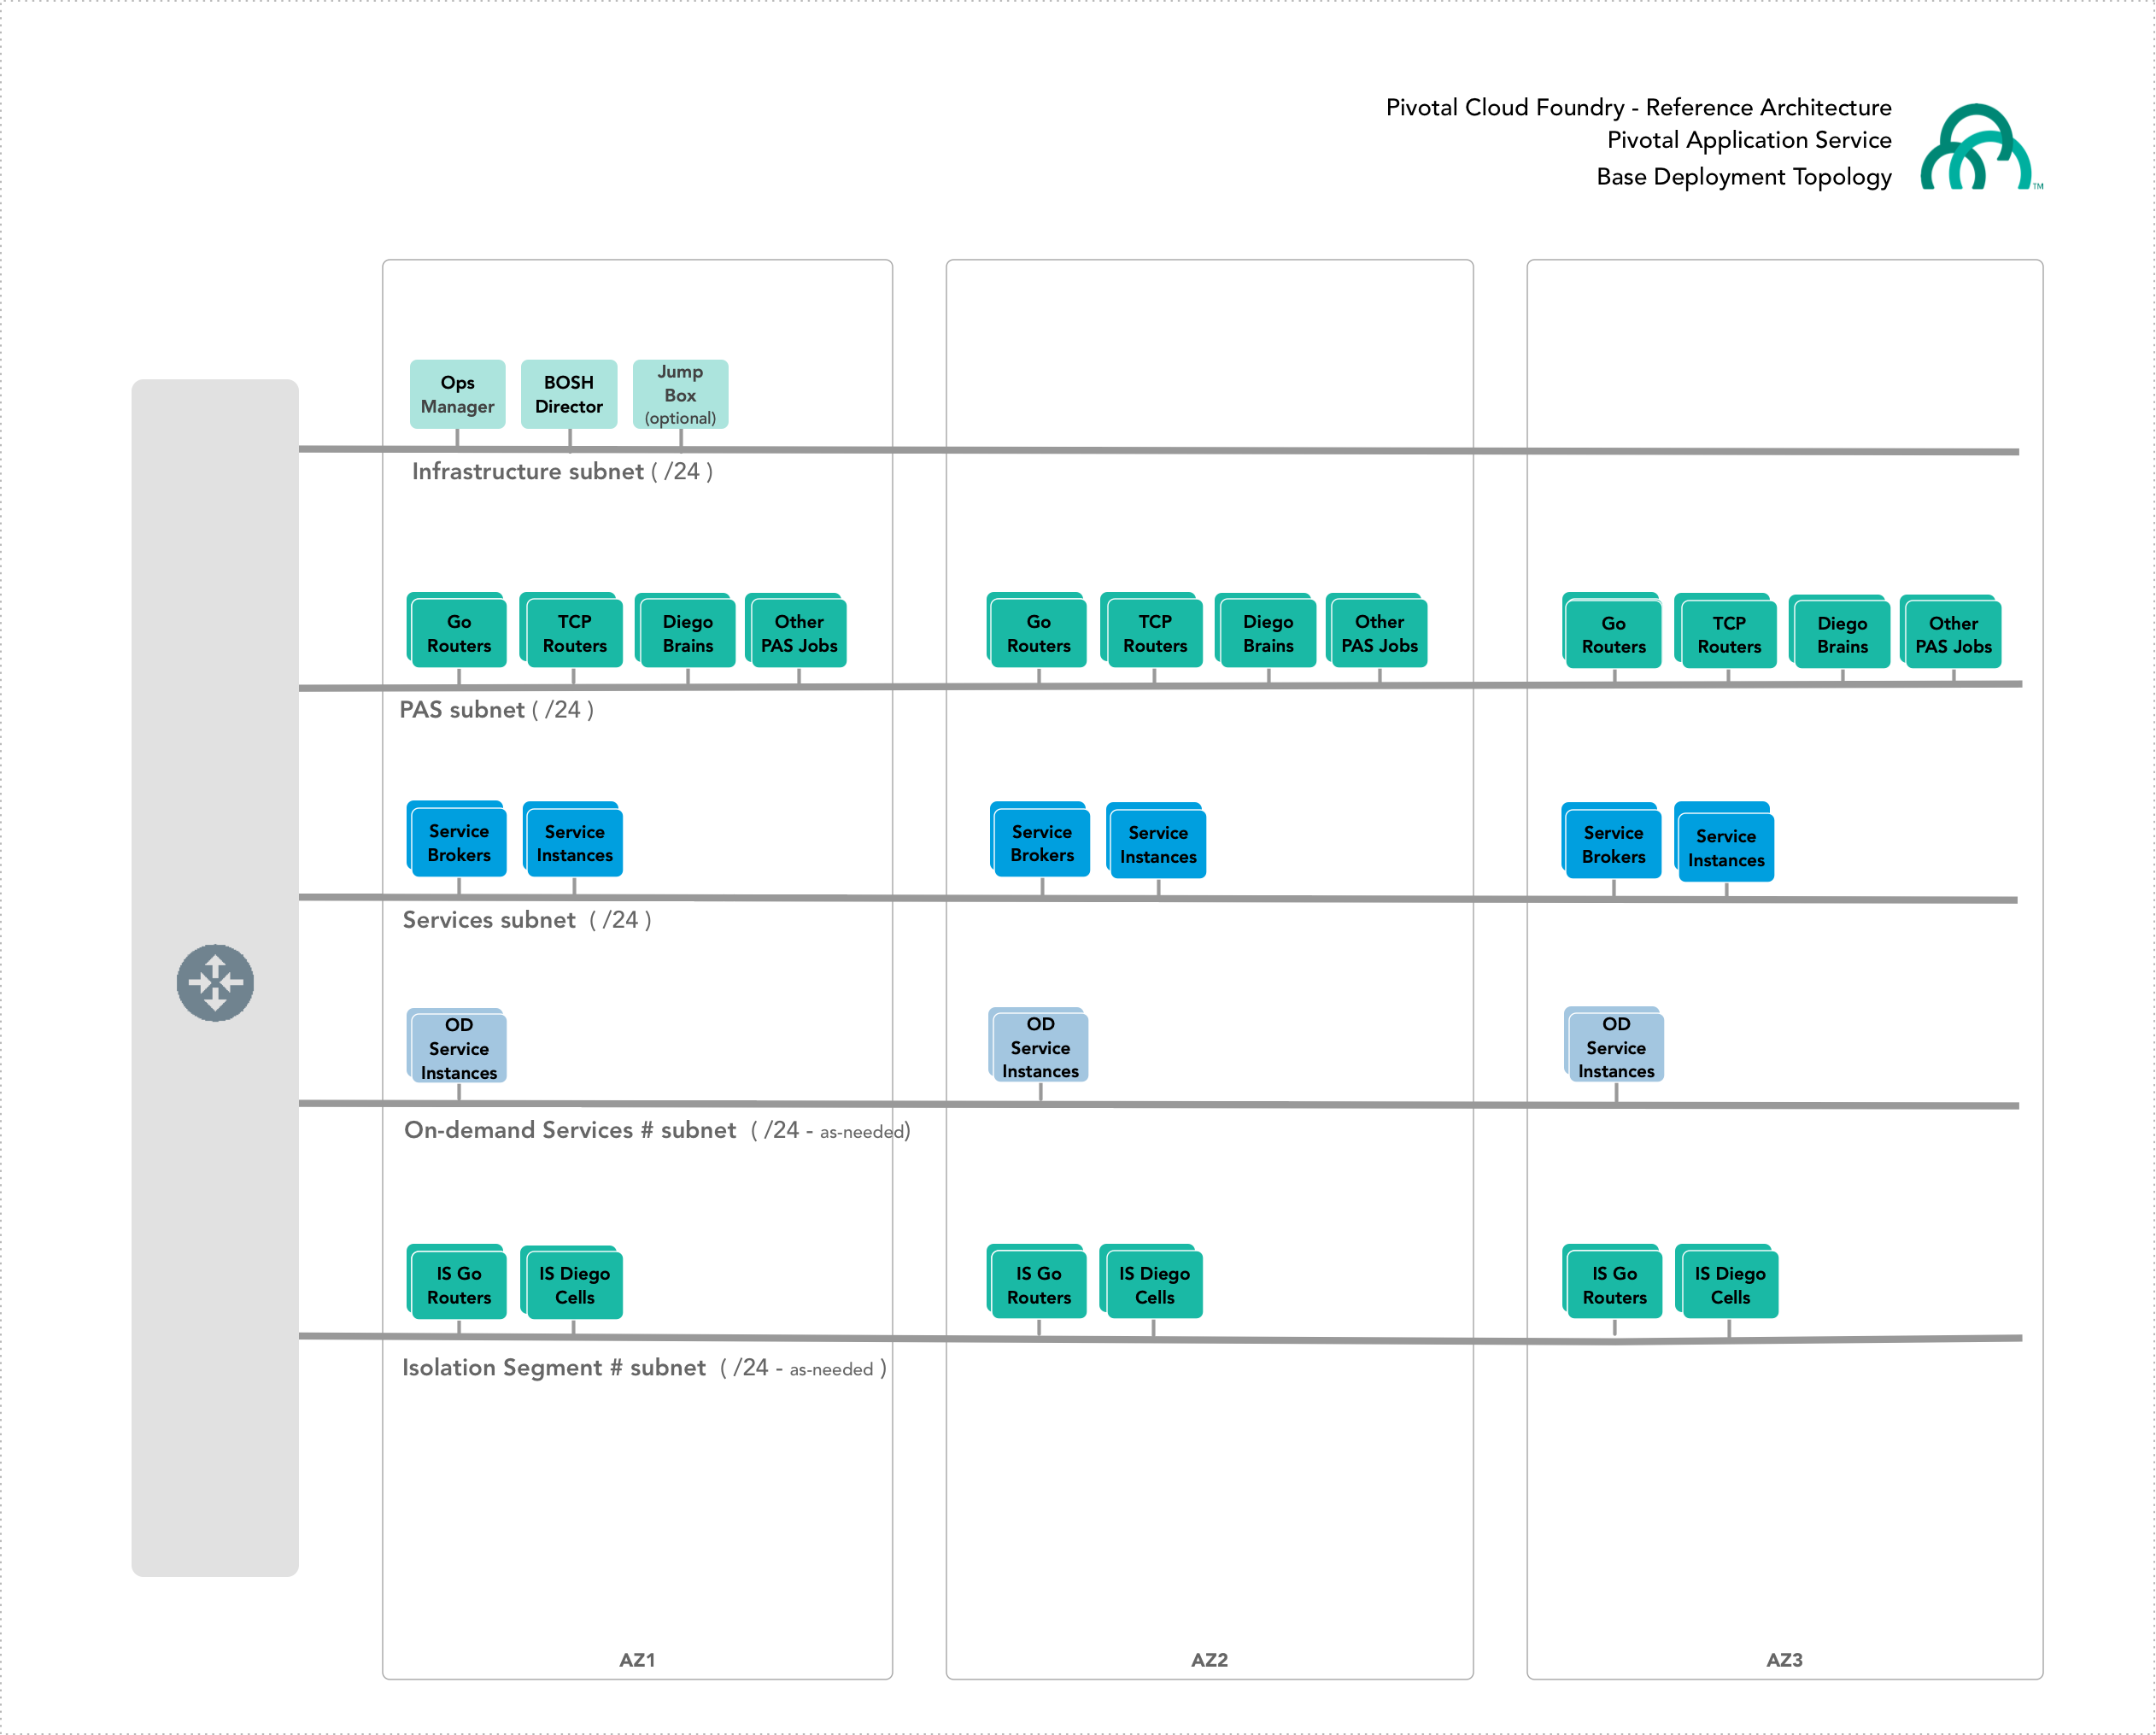 Pivotal Cloud Foundry - Reference Architecture
Pivotal Application Service
Base Deployment Topology
TM
Ops
Manager
BOSH
Director
Jump
Box
(optional)
Infrastructure subnet ( /24 )
Go
Routers
TCP
Routers
Diego
Brains
Other
PAS Jobs
Go
Routers
TCP
Routers
Diego
Brains
Other
PAS Jobs
Go
Routers
TCP
Routers
Diego
Brains
Other
PAS Jobs
PAS subnet ( /24 )
Service
Brokers
Service
Instances
Service
Brokers
Service
Instances
Service
Brokers
Service
Instances
Services subnet ( /24 )
OD
Service
Instances
OD
Service
Instances
OD
Service
Instances
On-demand Services # subnet ( /24 - as-needed)
IS Go
Routers
IS Diego
Cells
IS Go
Routers
IS Diego
Cells
IS Go
Routers
IS Diego
Cells
Isolation Segment # subnet ( /24 - as-needed )
AZ1
AZ2
AZ3